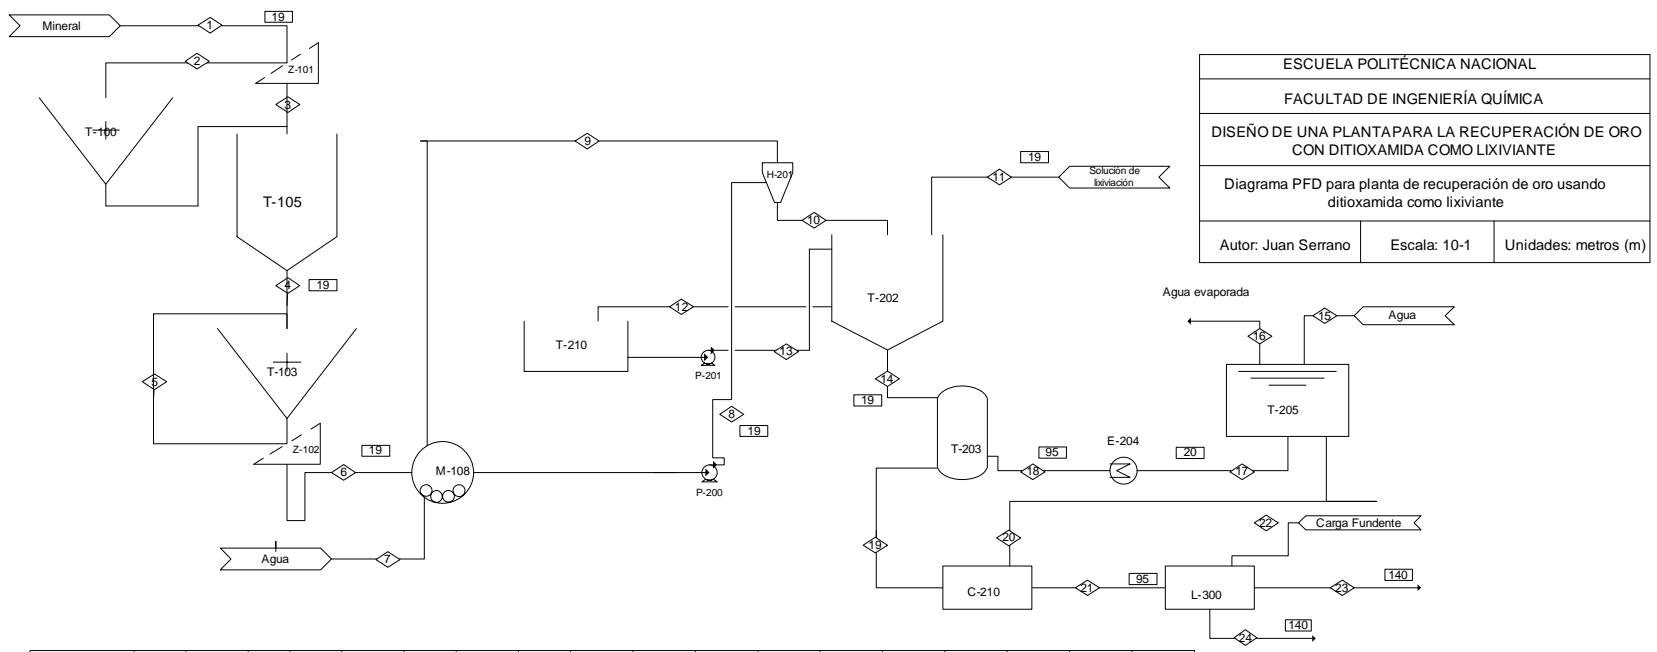 Mineral
1
19
2
Z-101
3
T-100
T-105
4
19
T-103
5
Z-102
19
6
M-108
Agua
7
9
H-201
10
11
19
Solución de
lixiviación
T-202
12
T-210
P-201
13
8
19
P-200
14
19
T-203
95
18
E-204
20
17
Agua evaporada
16
15
Agua
T-205
22
Carga Fundente
19
20
C-210
21
95
L-300
23
140
24
140
ESCUELA POLITÉCNICA NACIONAL
FACULTAD DE INGENIERÍA QUÍMICA
DISEÑO DE UNA PLANTAPARA LA RECUPERACIÓN DE ORO
CON DITIOXAMIDA COMO LIXIVIANTE
Diagrama PFD para planta de recuperación de oro usando
ditioxamida como lixiviante
Autor: Juan Serrano
Escala: 10-1
Unidades: metros (m)